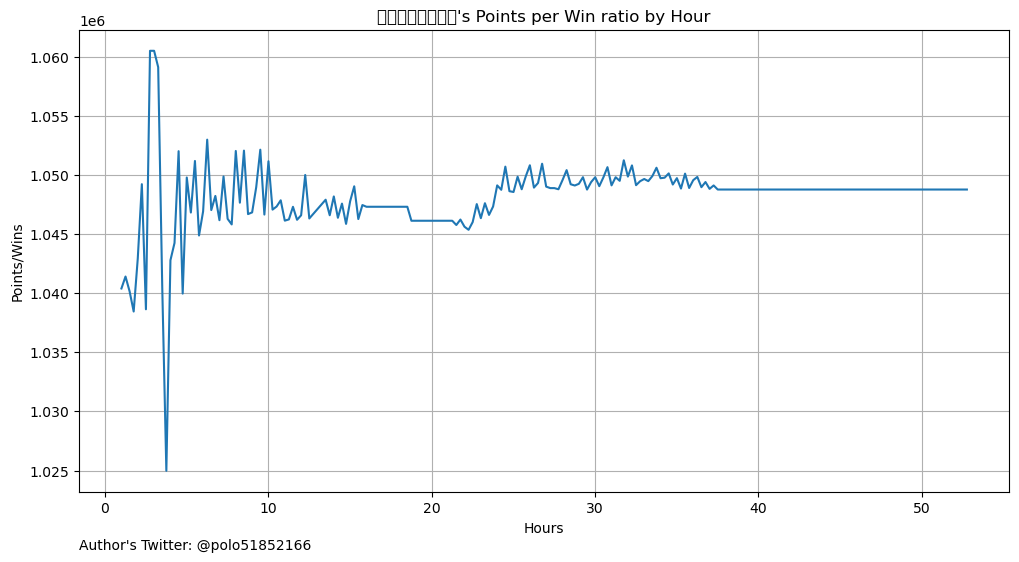 's Points per Win ratio by Hour
1e6
1.060
1.055
1.050
1.045
1.040
1.035
1.030
1.025
Points/Wins
0 10 20 30 40 50
Hours
Author's Twitter: @polo51852166